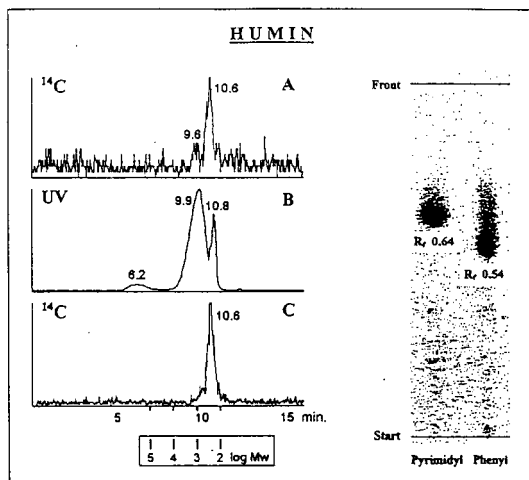 HUMIN
14C
A
10.6
9.6
UV
B
9.9
10.8
6.2
14C
C
10.6
5 10 15 min.
5 4 3 2 log Mw
Front
Rf 0.64
Rf 0.54
Start
Pyrimidyl Phenyl